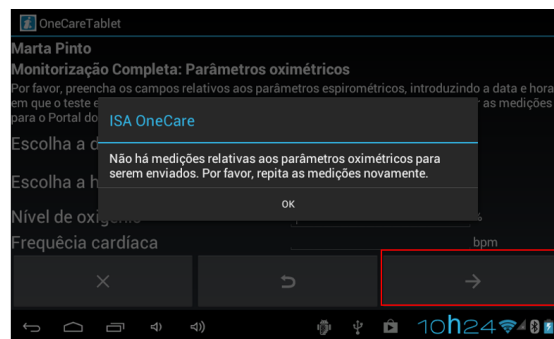 OneCareTablet
Marta Pinto
Monitorização Completa: Parâmetros oximétricos
Por favor, preencha os campos relativos aos parâmetros espirométricos, introduzindo a data e hora
em que o teste e as medições
para o Portal do
ISA OneCare
Escolha a d
Não há medições relativas aos parâmetros oximétricos para
serem enviados. Por favor, repita as medições novamente.
Escolha a h
OK
Nível de oxigénio %
Frequêcia cardíaca bpm
10h24